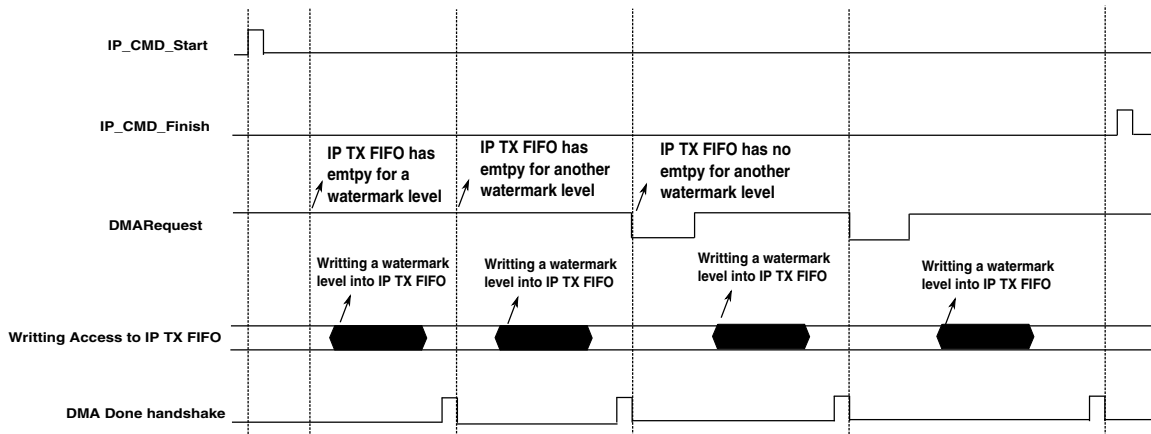 IP_CMD_Start
IP_CMD_Finish
IP TX FIFO has
emtpy for a
watermark level
IP TX FIFO has
emtpy for another
watermark level
IP TX FIFO has no
emtpy for another
watermark level
DMARequest
Writting a watermark
level into IP TX FIFO
Writting a watermark
level into IP TX FIFO
Writting a watermark
level into IP TX FIFO
Writting a watermark
level into IP TX FIFO
Writting Access to IP TX FIFO
DMA Done handshake